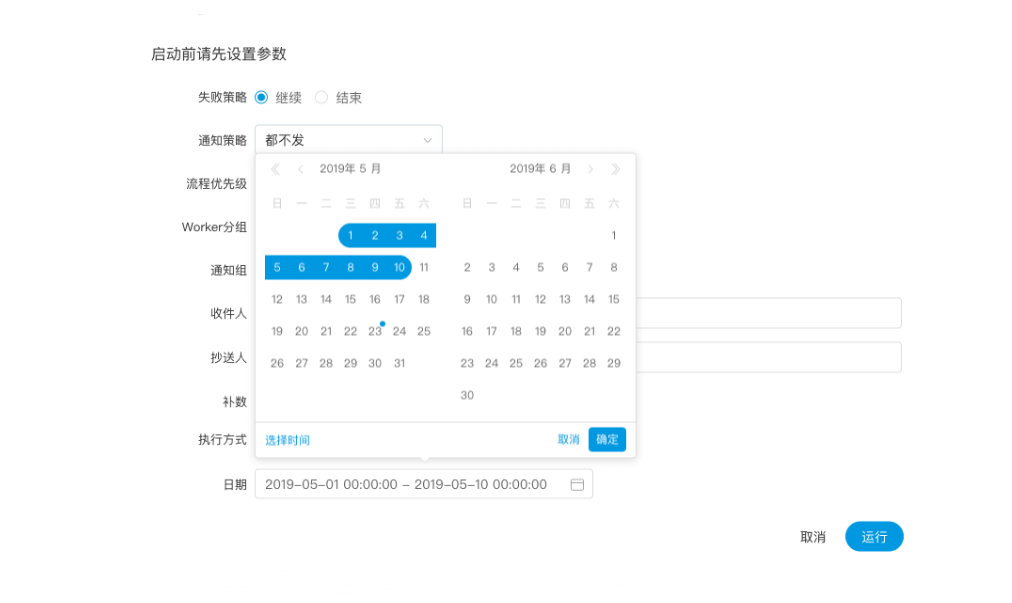 启动前请先设置参数
失败策略 继续 结束
通知策略 都不发
2019年 5 月 2019年 6 月
流程优先级
日 一 二 三 四 五 六 日 一 二 三 四 五 六
Worker分组
1 2 3 4 1
通知组
5 6 7 8 9 10 11 2 3 4 5 6 7 8
12 13 14 15 16 17 18 9 10 11 12 13 14 15
收件人
19 20 21 22 23 24 25 16 17 18 19 20 21 22
抄送人
26 27 28 29 30 31 23 24 25 26 27 28 29
30
补数
执行方式 选择时间 取消 确定
日期 2019-05-01 00:00:00 - 2019-05-10 00:00:00
取消 运行